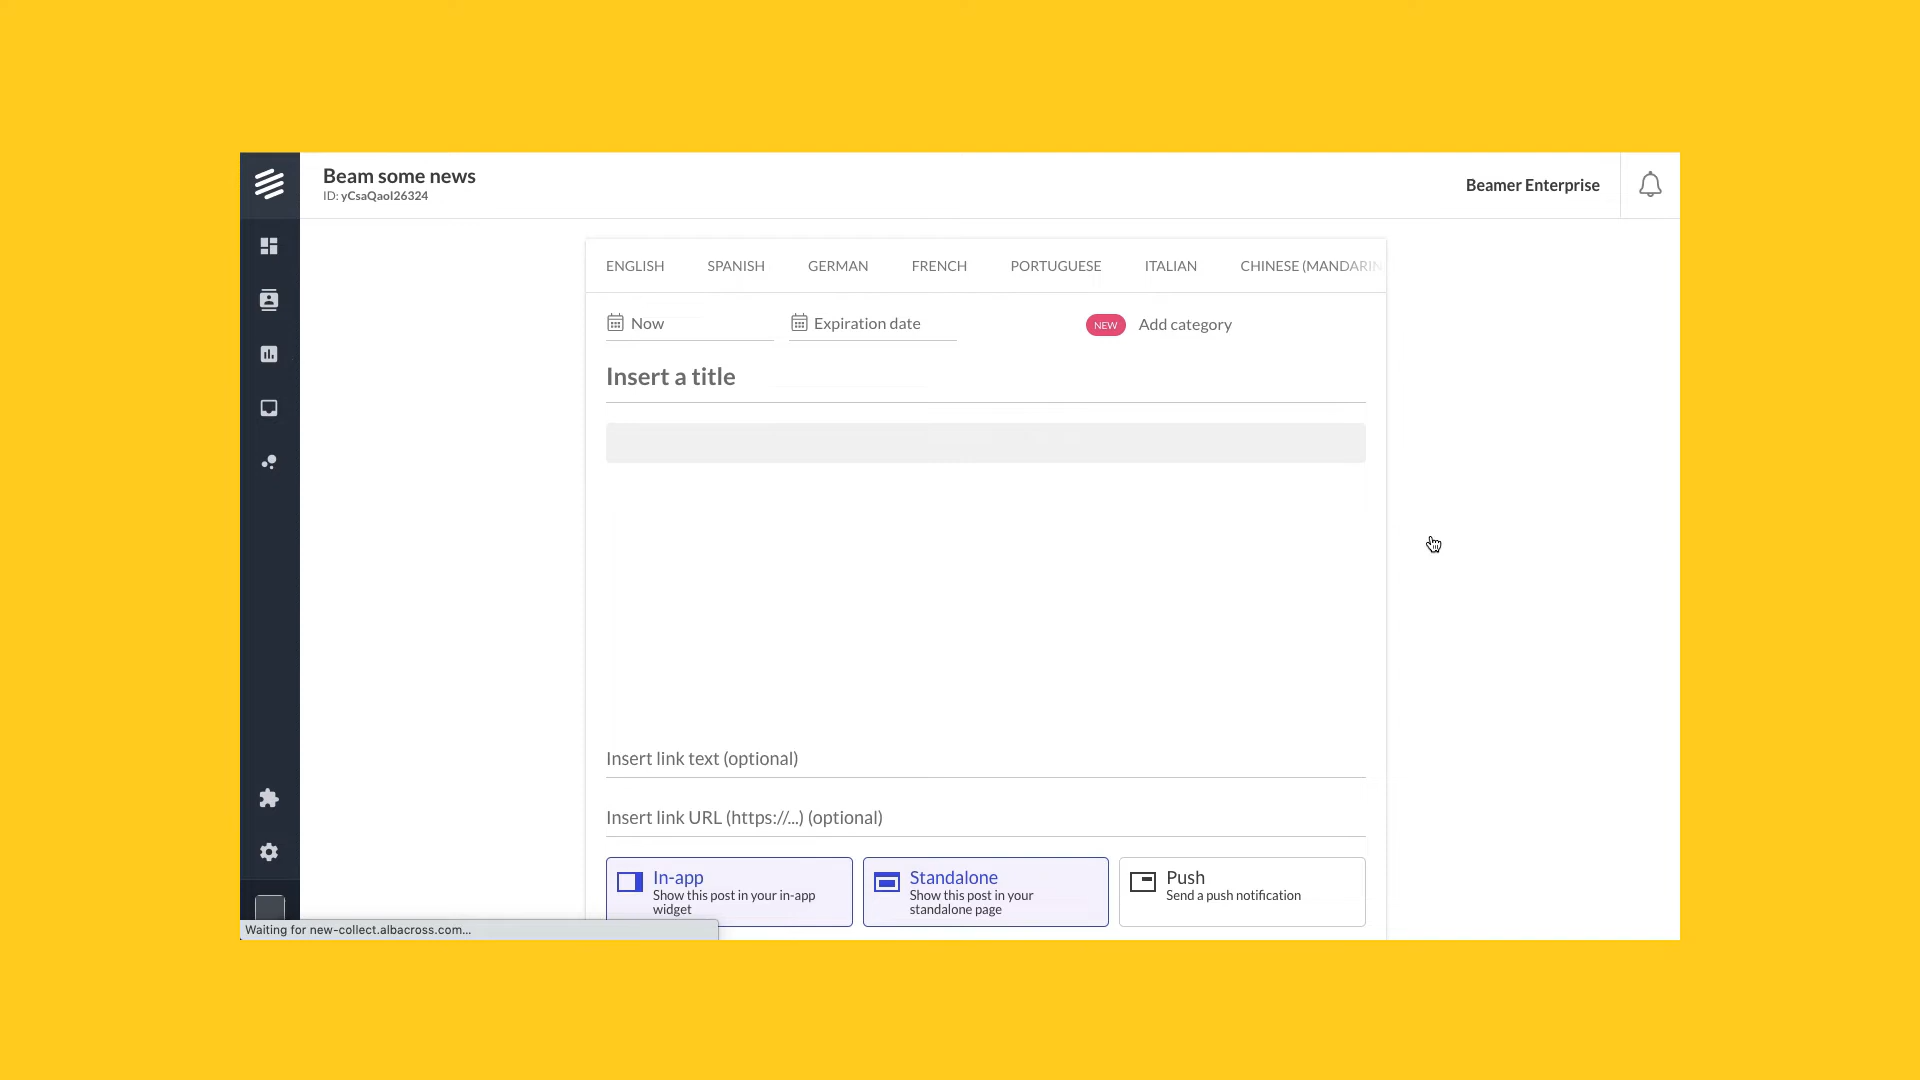 Beam some news
ID: yCsaQaol26324
Beamer Enterprise
ENGLISH SPANISH GERMAN FRENCH PORTUGUESE ITALIAN CHINESE (MANDARIN
Now Expiration date NEW Add category
Insert a title
Insert link text (optional)
Insert link URL (https://...) (optional)
In-app
Show this post in your in-app
widget
Standalone
Show this post in your
standalone page
Push
Send a push notification
Waiting for new-collect.albacross.com...